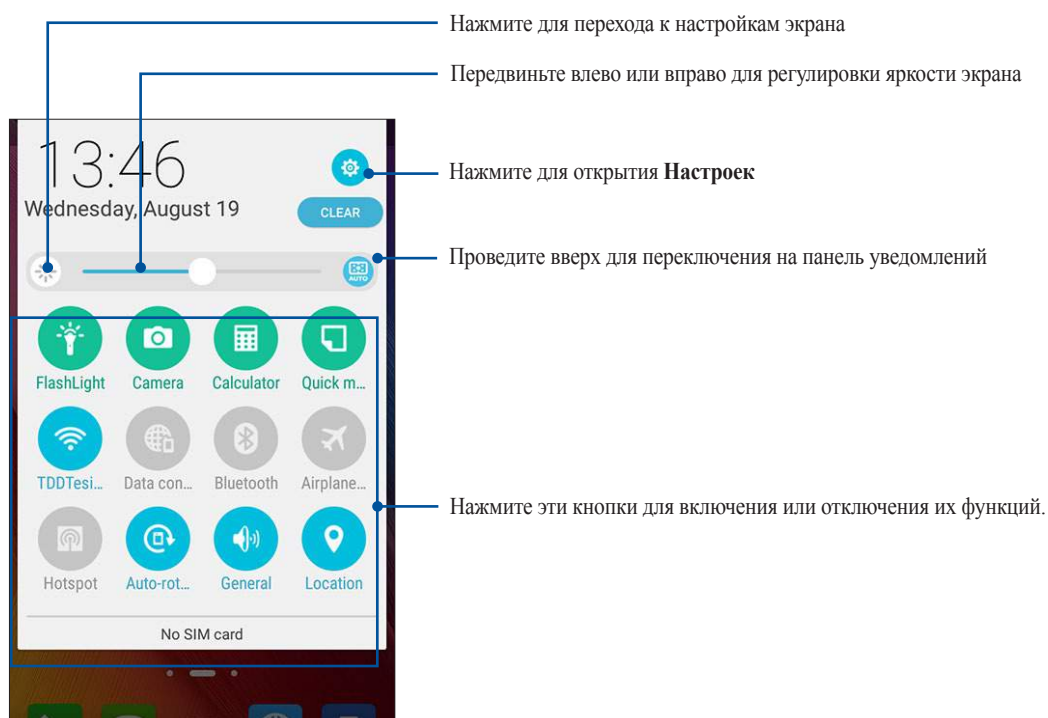 Нажмите для перехода к настройкам экрана
Передвиньте влево или вправо для регулировки яркости экрана
13:46
Нажмите для открытия Настроек
Wednesday, August 19
CLEAR
Проведите вверх для переключения на панель уведомлений
AUTO
FlashLight Camera Calculator Quick m...
TDDTesi... Data con... Bluetooth Airplane...
Нажмите эти кнопки для включения или отключения их функций.
Hotspot Auto-rot... General Location
No SIM card